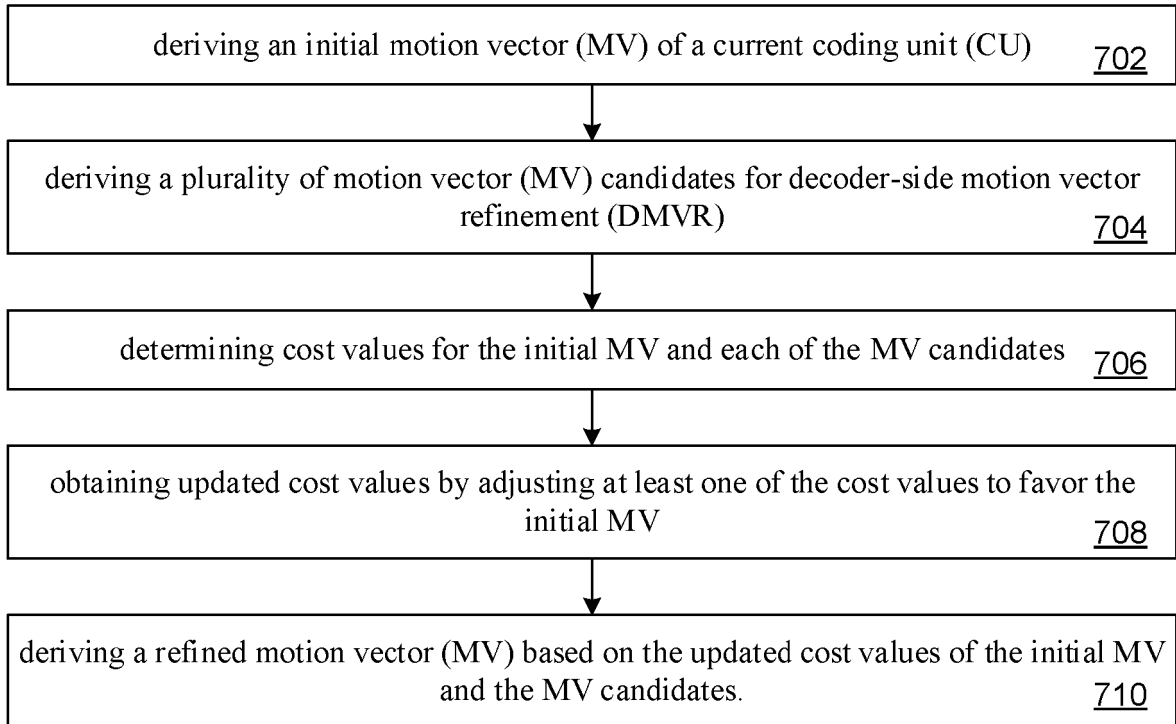 deriving an initial motion vector (MV) of a current coding unit (CU)
702
deriving a plurality of motion vector (MV) candidates for decoder-side motion vector
refinement (DMVR)
704
determining cost values for the initial MV and each of the MV candidates
706
obtaining updated cost values by adjusting at least one of the cost values to favor the
initial MV
708
deriving a refined motion vector (MV) based on the updated cost values of the initial MV
and the MV candidates.
710